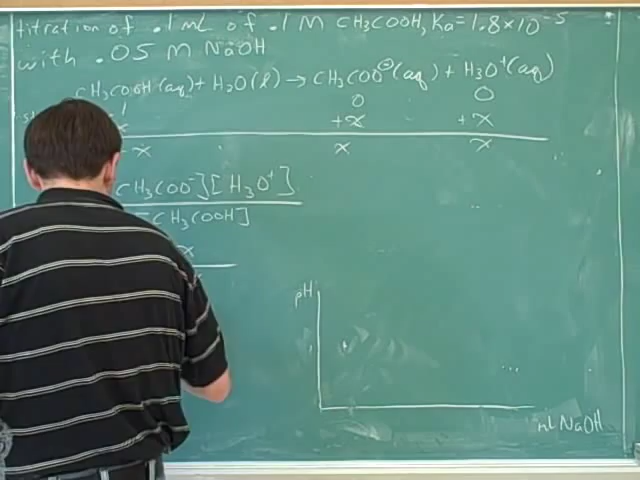 titration of .1 mL of .1 M CH₃COOH, Ka = 1.8×10⁻⁵
with .05 M NaOH
CH₃COOH (aq) + H₂O (l) → CH₃COO⊖ (aq) + H₃O⁺ (aq)
.1 0 0
x +x +x
-x x x
CH₃COO⁻][H₃O⁺]
[CH₃COOH]
x
pH
mL NaOH